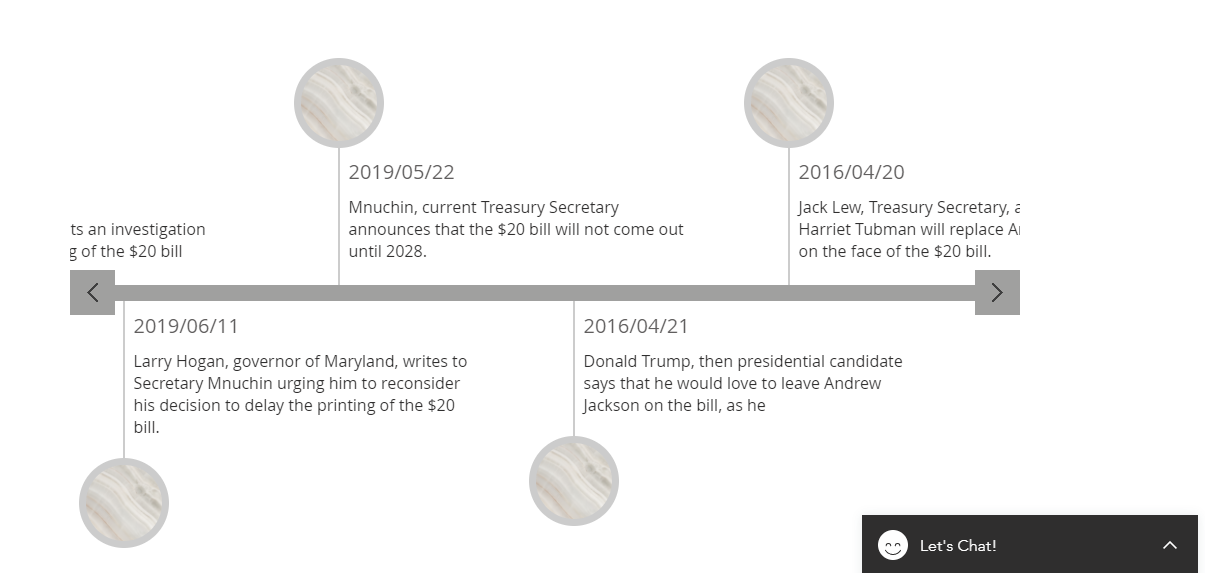 ts an investigation
g of the $20 bill
2019/05/22
Mnuchin, current Treasury Secretary
announces that the $20 bill will not come out
until 2028.
2016/04/20
Jack Lew, Treasury Secretary, a
Harriet Tubman will replace A
on the face of the $20 bill.
2019/06/11
Larry Hogan, governor of Maryland, writes to
Secretary Mnuchin urging him to reconsider
his decision to delay the printing of the $20
bill.
2016/04/21
Donald Trump, then presidential candidate
says that he would love to leave Andrew
Jackson on the bill, as he
Let's Chat!